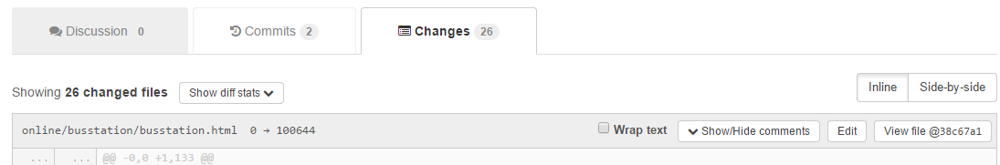 Discussion 0 Commits 2 Changes 26
Showing 26 changed files Show diff stats Inline Side-by-side
online/busstation/busstation.html 0 → 100644 Wrap text Show/Hide comments Edit View file @38c67a1
... ... @@ -0,0 +1,133 @@